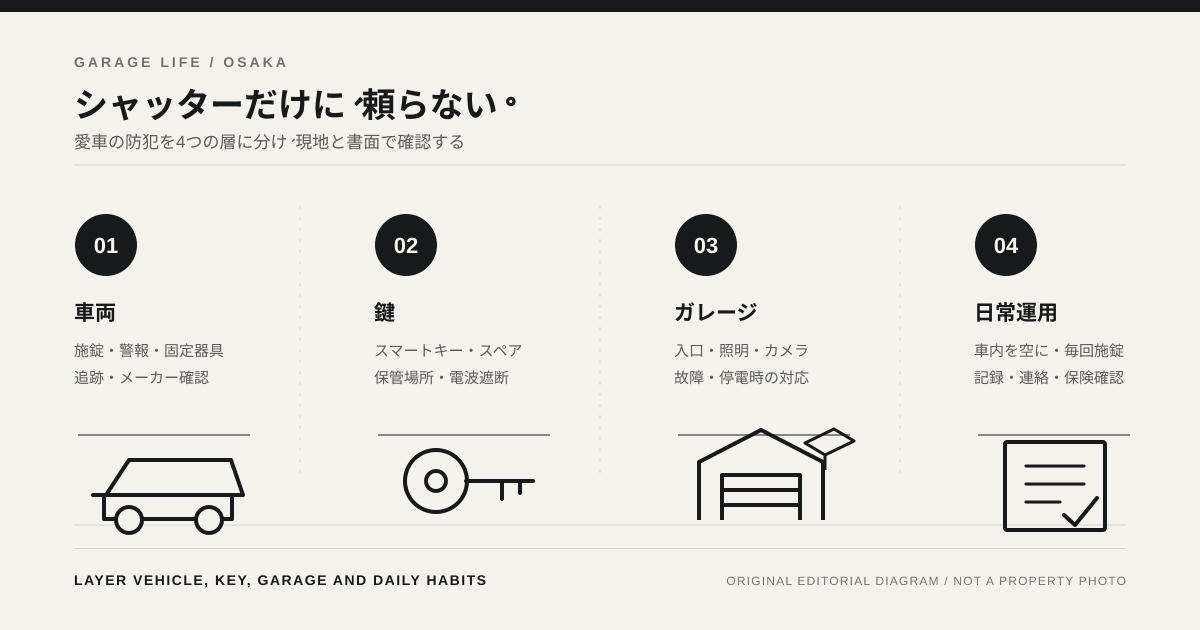 GARAGE LIFE / OSAKA
シャッターだけに、頼らない。
愛車の防犯を4つの層に分け、現地と書面で確認する
01
車両
施錠・警報・固定器具
追跡・メーカー確認
02
鍵
スマートキー・スペア
保管場所・電波遮断
03
ガレージ
入口・照明・カメラ
故障・停電時の対応
04
日常運用
車内を空に・毎回施錠
記録・連絡・保険確認
LAYER VEHICLE, KEY, GARAGE AND DAILY HABITS
ORIGINAL EDITORIAL DIAGRAM / NOT A PROPERTY PHOTO